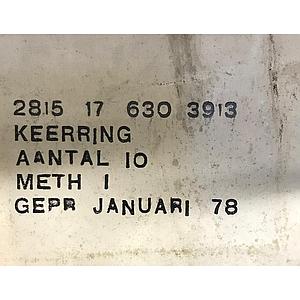 2815 17 630 3913
KEERRING
AANTAL 10
METH 1
GEPR JANUARI 78